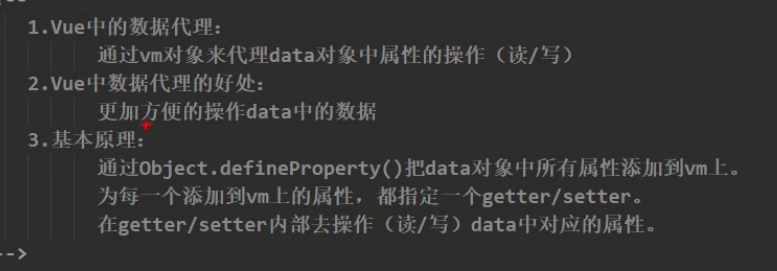 1.Vue中的数据代理：
通过vm对象来代理data对象中属性的操作（读/写）
2.Vue中数据代理的好处：
更加方便的操作data中的数据
3.基本原理：
通过Object.defineProperty()把data对象中所有属性添加到vm上。
为每一个添加到vm上的属性，都指定一个getter/setter。
在getter/setter内部去操作（读/写）data中对应的属性。
-->